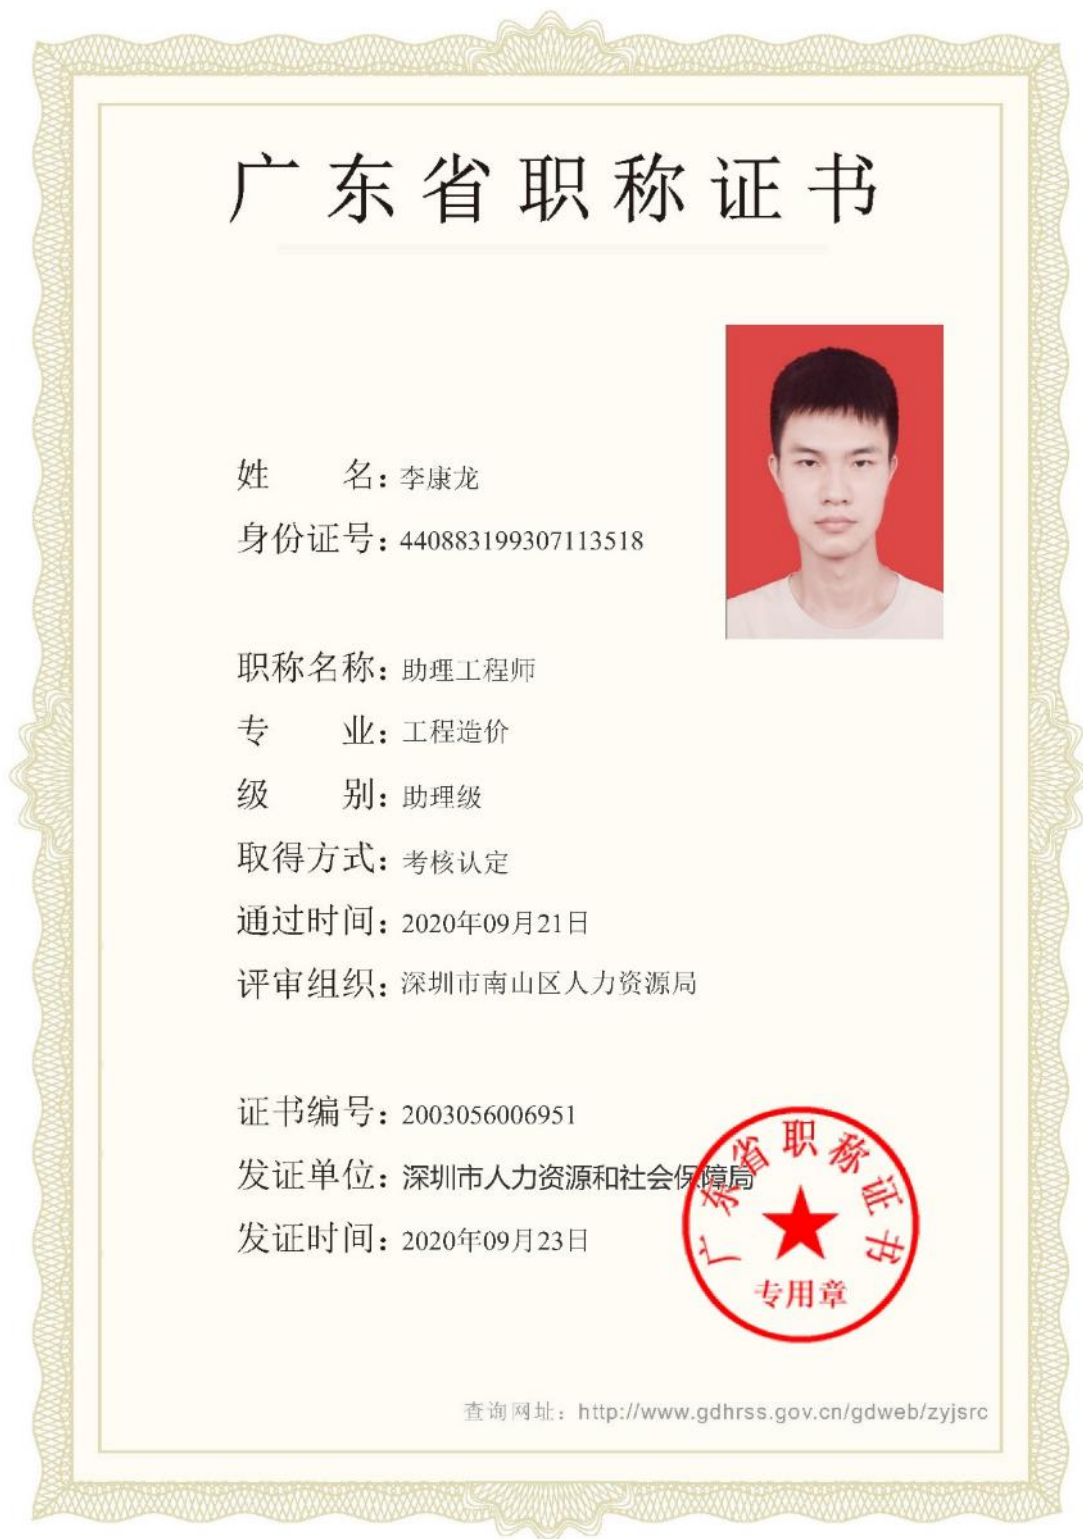 广东省职称证书
姓 名：李康龙
身份证号：440883199307113518
职称名称：助理工程师
专 业：工程造价
级 别：助理级
取得方式：考核认定
通过时间：2020年09月21日
评审组织：深圳市南山区人力资源局
证书编号：2003056006951
发证单位：深圳市人力资源和社会保障局
发证时间：2020年09月23日
广东省职称证书
专用章
查询网址：http://www.gdhrss.gov.cn/gdweb/zyjsrc